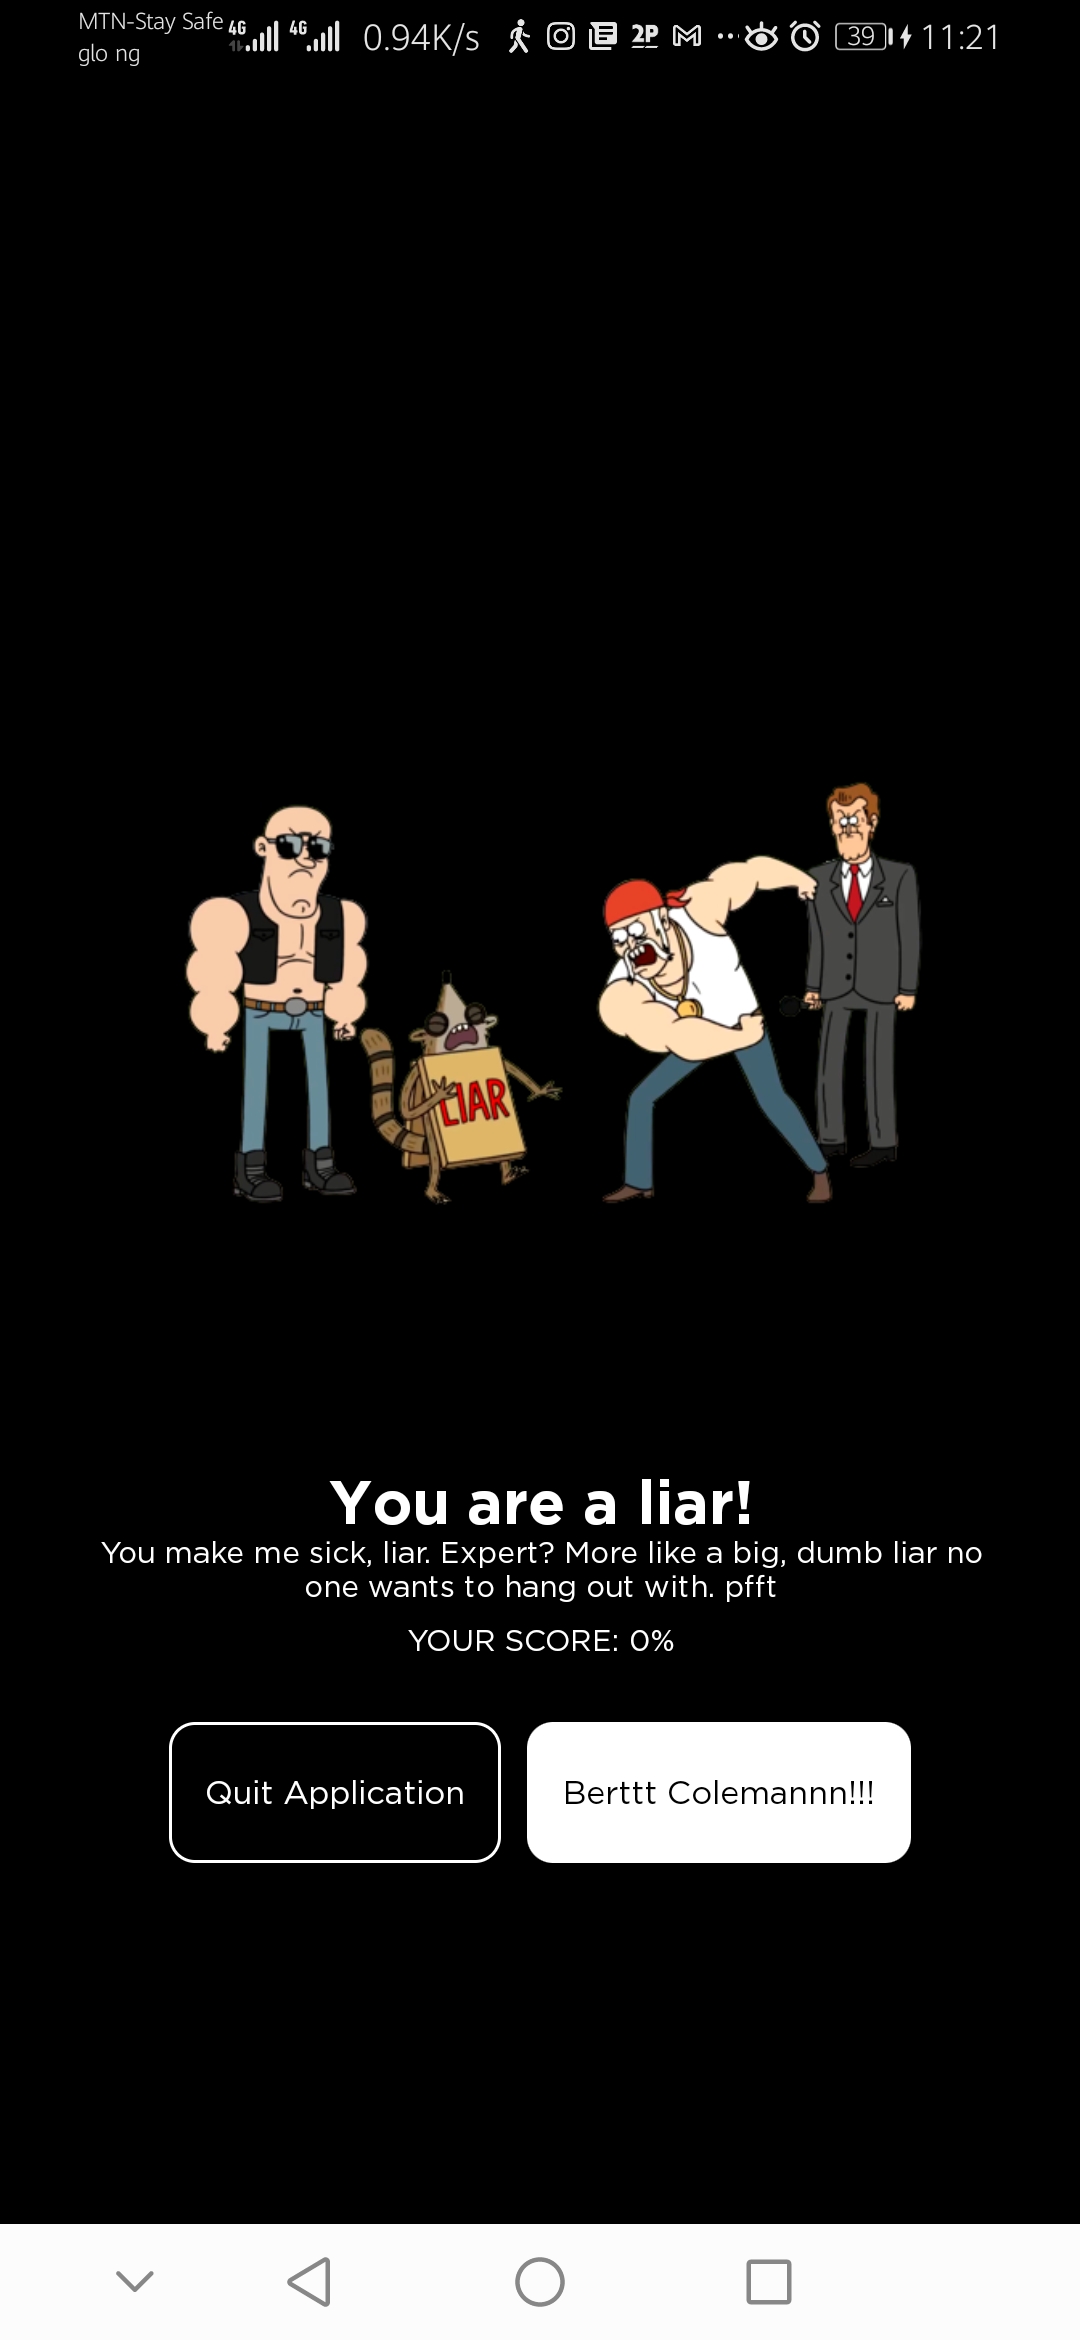 MTN-Stay Safe 4G 4G 0.94K/s 2P 39 11:21
glo ng
LIAR
You are a liar!
You make me sick, liar. Expert? More like a big, dumb liar no
one wants to hang out with. pfft
YOUR SCORE: 0%
Quit Application
Berttt Colemannn!!!